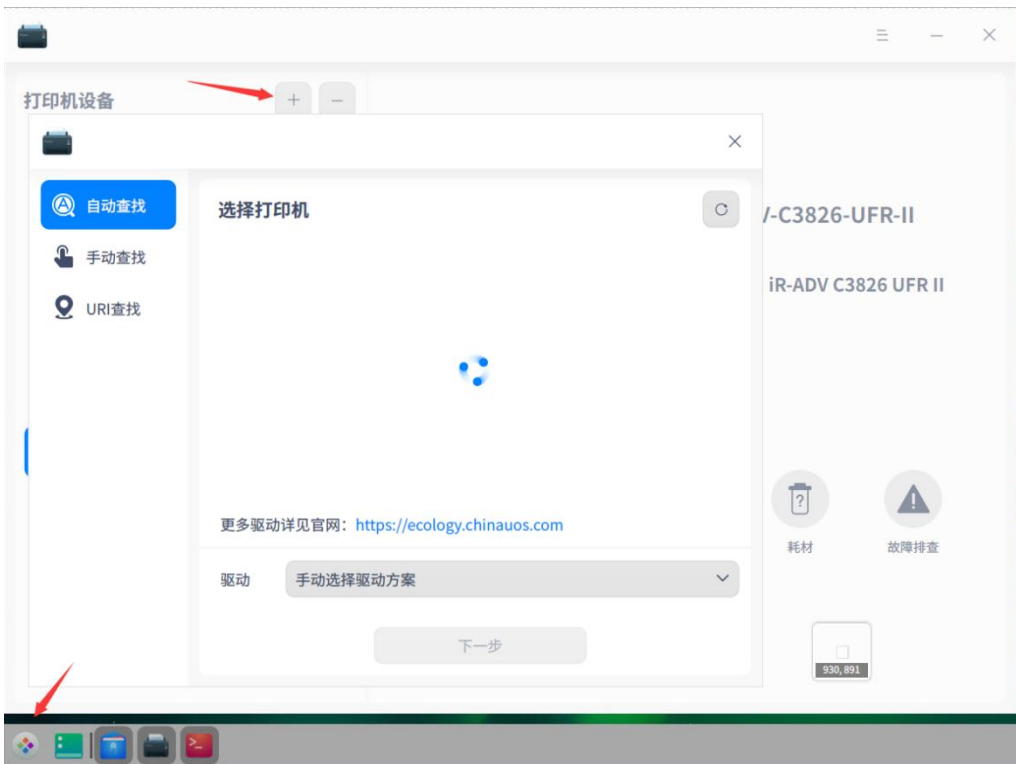 打印机设备
自动查找
手动查找
URI查找
选择打印机
/-C3826-UFR-II
iR-ADV C3826 UFR II
更多驱动详见官网：https://ecology.chinauos.com
驱动
手动选择驱动方案
下一步
耗材
故障排查
930, 891